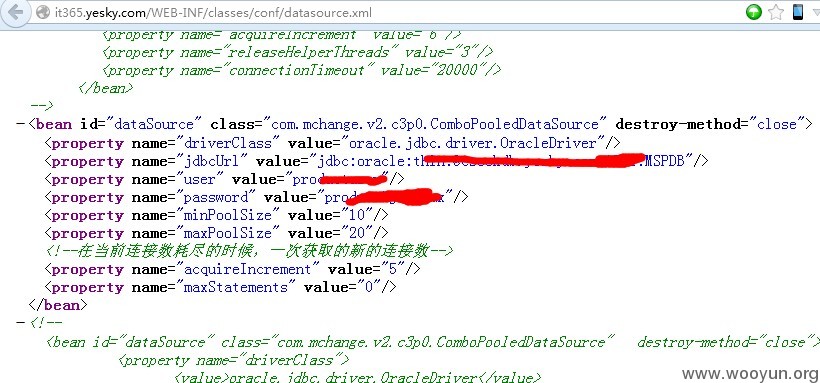 it365.yesky.com/WEB-INF/classes/conf/datasource.xml
<property name="acquireIncrement" value="6"/>
<property name="releaseHelperThreads" value="3"/>
<property name="connectionTimeout" value="20000"/>
</bean>
-->
- <bean id="dataSource" class="com.mchange.v2.c3p0.ComboPooledDataSource" destroy-method="close">
<property name="driverClass" value="oracle.jdbc.driver.OracleDriver"/>
<property name="jdbcUrl" value="jdbc:oracle: MSPDB"/>
<property name="user" value="pro "/>
<property name="password" value="pro "/>
<property name="minPoolSize" value="10"/>
<property name="maxPoolSize" value="20"/>
<!--在当前连接数耗尽的时候，一次获取的新的连接数-->
<property name="acquireIncrement" value="5"/>
<property name="maxStatements" value="0"/>
</bean>
- <!--
<bean id="dataSource" class="com.mchange.v2.c3p0.ComboPooledDataSource" destroy-method="close">
<property name="driverClass">
<value>oracle.jdbc.driver.OracleDriver</value>
www.wooyun.org